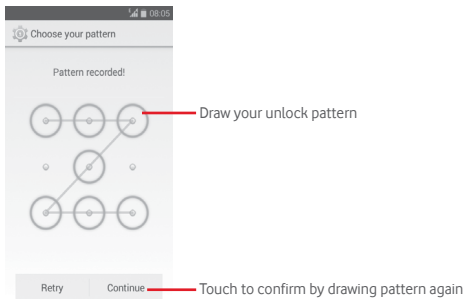 08:05
Choose your pattern
Pattern recorded!
Draw your unlock pattern
Retry
Continue
Touch to confirm by drawing pattern again